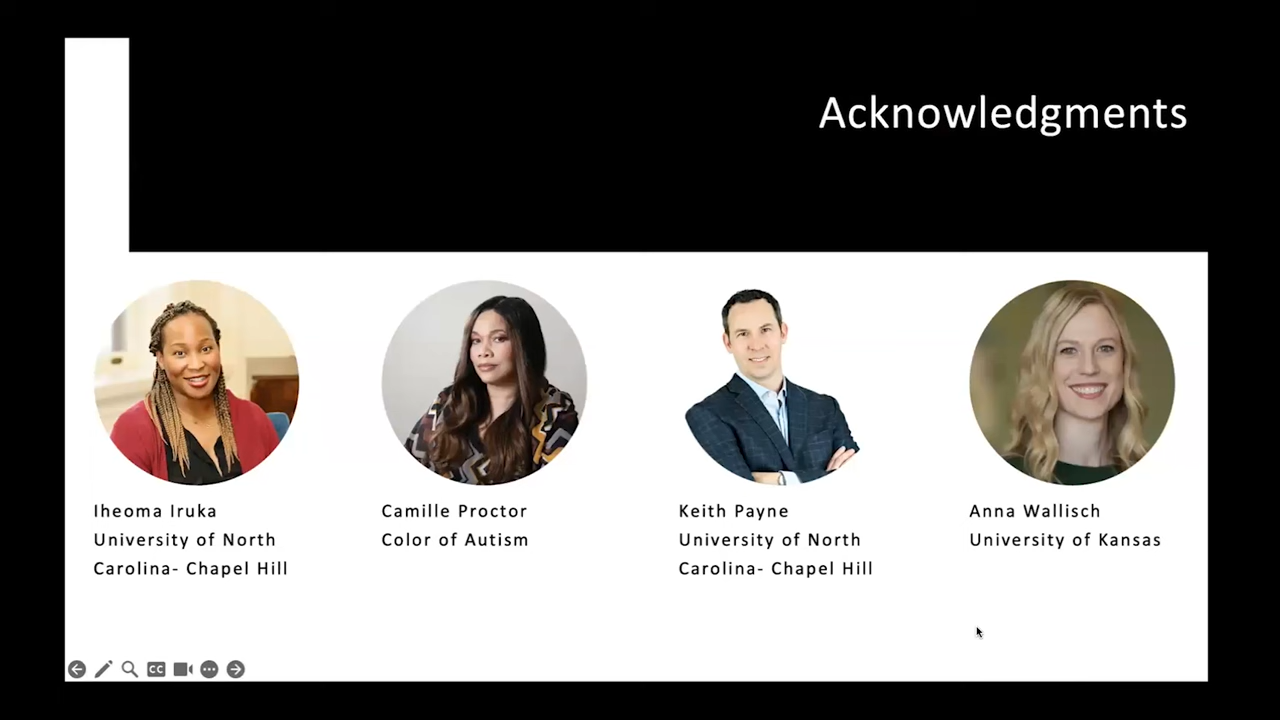 Acknowledgments
Iheoma Iruka
University of North
Carolina- Chapel Hill
Camille Proctor
Color of Autism
Keith Payne
University of North
Carolina- Chapel Hill
Anna Wallisch
University of Kansas
CC